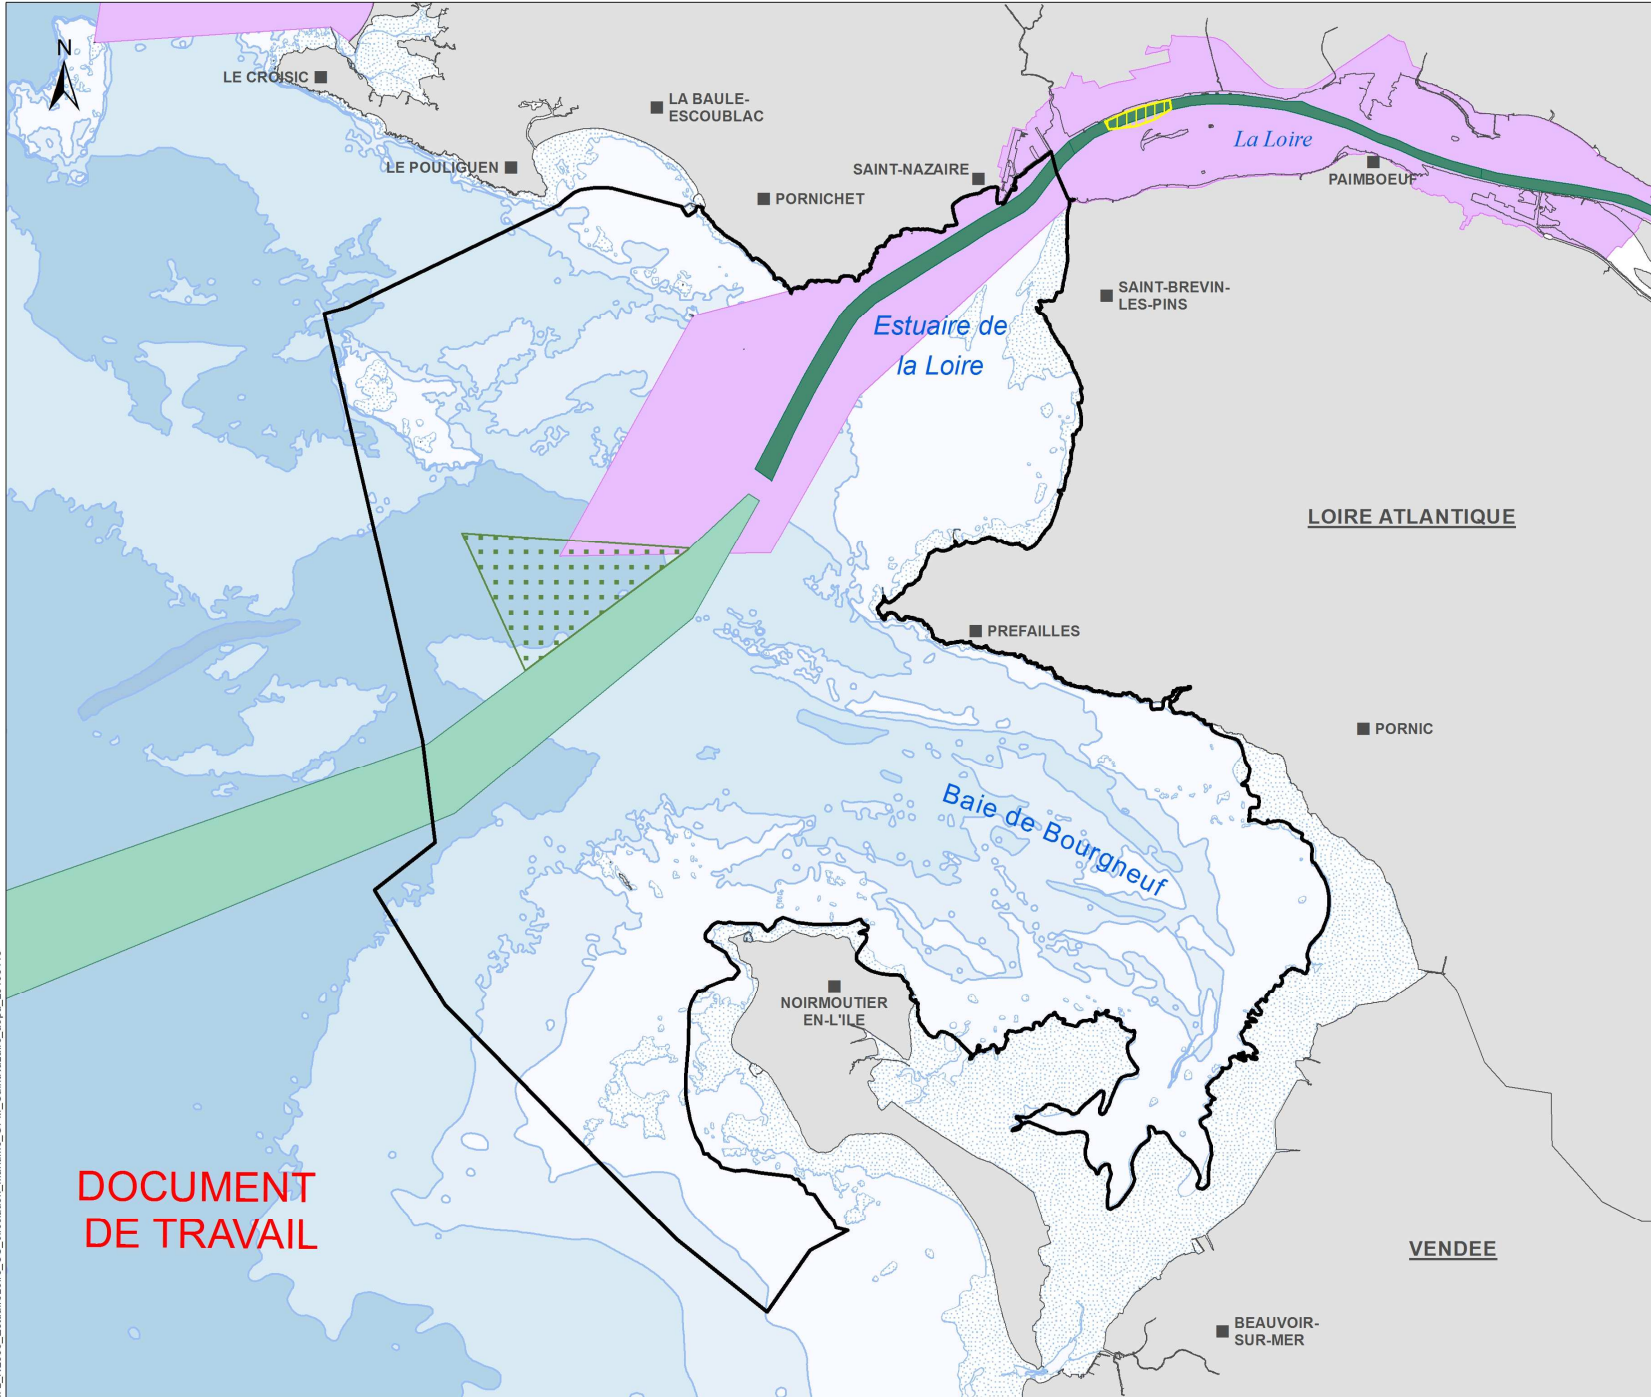 N
LE CROISIC
LA BAULE-
ESCOUBLAC
LE POULIGUEN
SAINT-NAZAIRE
PORNICHET
La Loire
PAIMBOEUF
SAINT-BREVIN-
LES-PINS
Estuaire de
la Loire
LOIRE ATLANTIQUE
PREFAILLES
PORNIC
Baie de Bourgneuf
NOIRMOUTIER
EN-L'ILE
DOCUMENT
DE TRAVAIL
VENDEE
BEAUVOIR-
SUR-MER